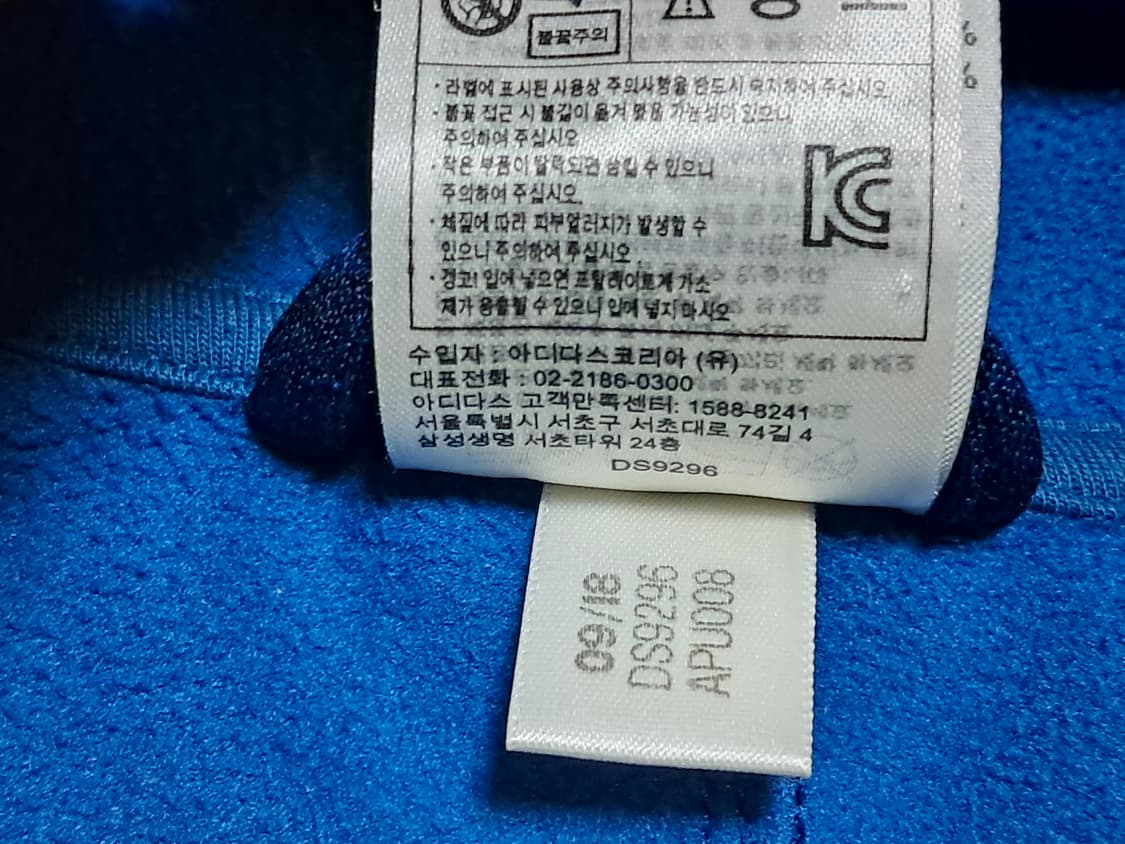 불꽃주의
· 라벨에 표시된 사용상 주의사항을 반드시 숙지하여 주십시오
· 불꽃 접근 시 불길이 옮겨 붙을 가능성이 있으니
주의하여 주십시오
· 작은 부품이 탈락되면 삼킬 수 있으니
주의하여 주십시오.
· 체질에 따라 피부알러지가 발생할 수
있으니 주의하여 주십시오
· 경고! 입에 넣으면 프탈레이트계 가소
제가 용출될 수 있으니 입에 넣지 마시오
KC
수입자 : 아디다스코리아 (유)
대표전화 : 02-2186-0300
아디다스 고객만족센터: 1588-8241
서울특별시 서초구 서초대로 74길 4
삼성생명 서초타워 24층
DS9296
09/18
DS9296
APU008